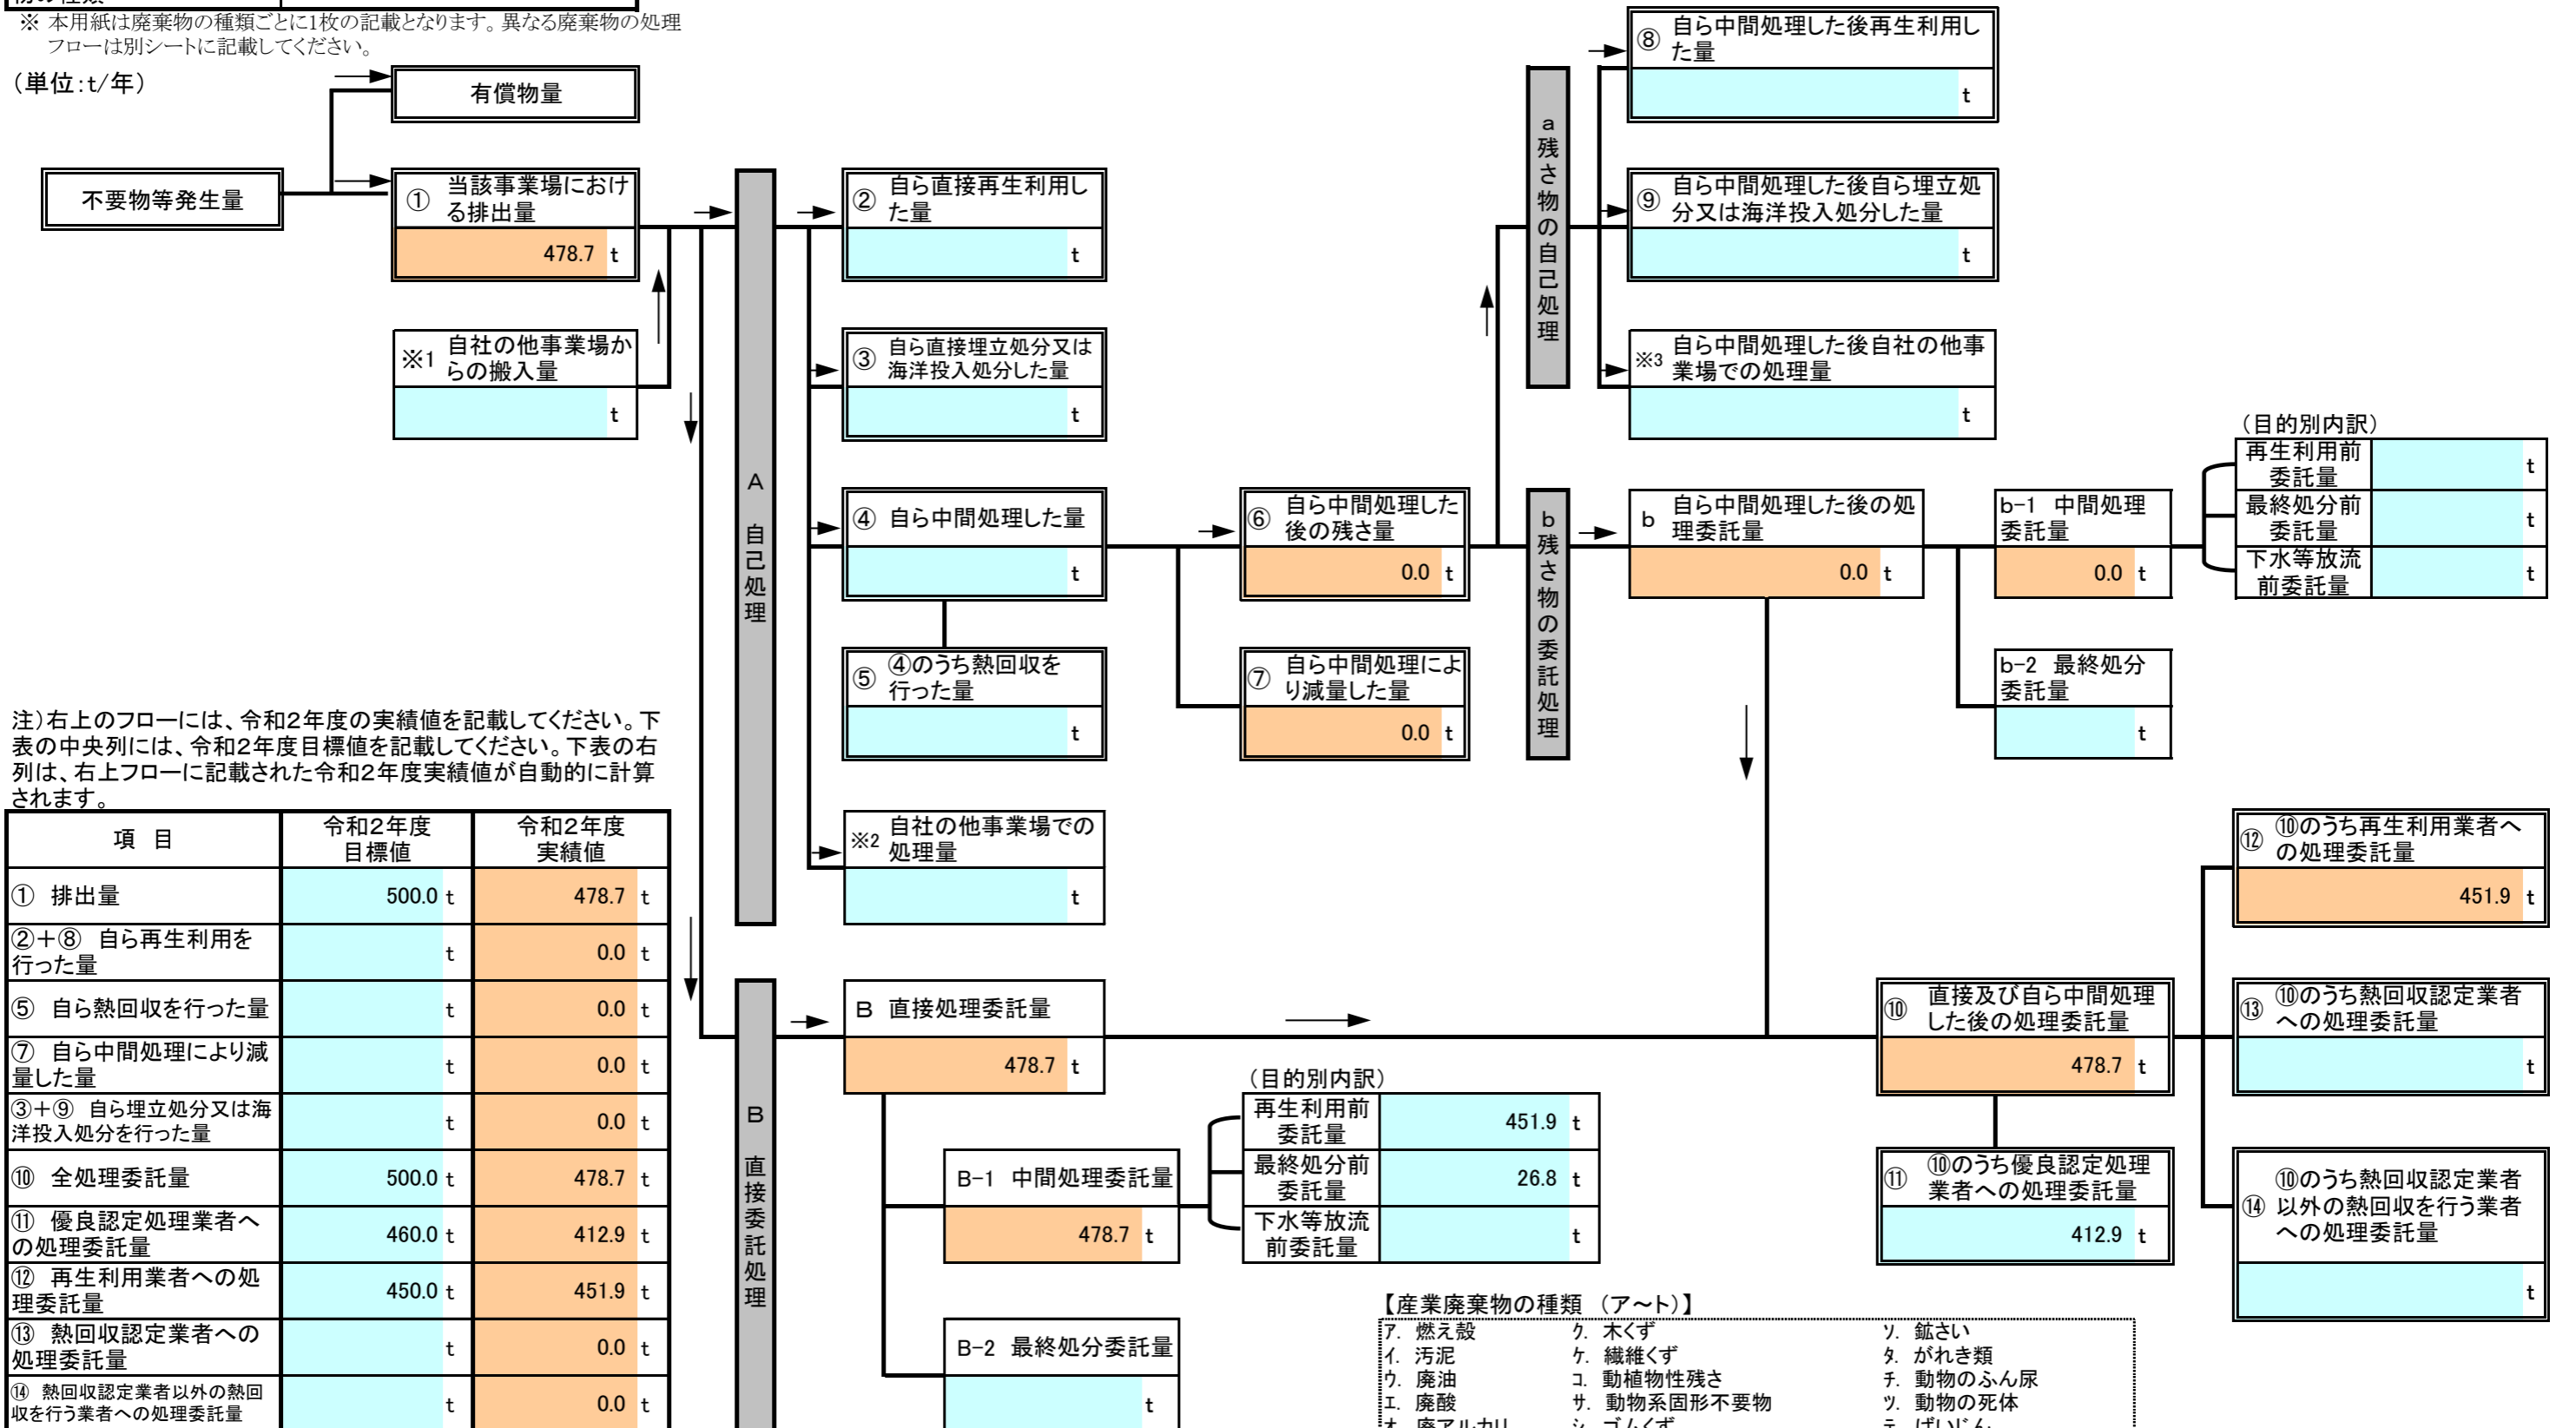 物の種類
※ 本用紙は廃棄物の種類ごとに1枚の記載となります。異なる廃棄物の処理
フローは別シートに記載してください。
(単位:t/年)
有償物量
不要物等発生量
① 当該事業場におけ
る排出量
478.7 t
※1 自社の他事業場か
らの搬入量
t
A 自己処理
② 自ら直接再生利用し
た量
t
③ 自ら直接埋立処分又は
海洋投入処分した量
t
④ 自ら中間処理した量
t
⑤ ④のうち熱回収を
行った量
t
※2 自社の他事業場での
処理量
t
⑥ 自ら中間処理した
後の残さ量
0.0 t
⑦ 自ら中間処理によ
り減量した量
0.0 t
a残さ物の自己処理
⑧ 自ら中間処理した後再生利用し
た量
t
⑨ 自ら中間処理した後自ら埋立処
分又は海洋投入処分した量
t
※3 自ら中間処理した後自社の他事
業場での処理量
t
b残さ物の委託処理
b 自ら中間処理した後の処
理委託量
0.0 t
b-1 中間処理
委託量
0.0 t
(目的別内訳)
再生利用前
委託量 t
最終処分前
委託量 t
下水等放流
前委託量 t
b-2 最終処分
委託量
t
注)右上のフローには、令和2年度の実績値を記載してください。下
表の中央列には、令和2年度目標値を記載してください。下表の右
列は、右上フローに記載された令和2年度実績値が自動的に計算
されます。
項 目 令和2年度
目標値 令和2年度
実績値
① 排出量 500.0 t 478.7 t
②+⑧ 自ら再生利用を
行った量 t 0.0 t
⑤ 自ら熱回収を行った量 t 0.0 t
⑦ 自ら中間処理により減
量した量 t 0.0 t
③+⑨ 自ら埋立処分又は海
洋投入処分を行った量 t 0.0 t
⑩ 全処理委託量 500.0 t 478.7 t
⑪ 優良認定処理業者へ
の処理委託量 460.0 t 412.9 t
⑫ 再生利用業者への処
理委託量 450.0 t 451.9 t
⑬ 熱回収認定業者への
処理委託量 t 0.0 t
⑭ 熱回収認定業者以外の熱回
収を行う業者への処理委託量 t 0.0 t
B 直接委託処理
B 直接処理委託量
478.7 t
B-1 中間処理委託量
478.7 t
(目的別内訳)
再生利用前
委託量 451.9 t
最終処分前
委託量 26.8 t
下水等放流
前委託量 t
B-2 最終処分委託量
t
⑩ 直接及び自ら中間処理
した後の処理委託量
478.7 t
⑪ ⑩のうち優良認定処理
業者への処理委託量
412.9 t
⑫ ⑩のうち再生利用業者へ
の処理委託量
451.9 t
⑬ ⑩のうち熱回収認定業者
への処理委託量
t
⑭ ⑩のうち熱回収認定業者
以外の熱回収を行う業者
への処理委託量
t
【産業廃棄物の種類 (ア~ト)】
ア. 燃え殻 ク. 木くず ソ. 鉱さい
イ. 汚泥 ケ. 繊維くず タ. がれき類
ウ. 廃油 コ. 動植物性残さ チ. 動物のふん尿
エ. 廃酸 サ. 動物系固形不要物 ツ. 動物の死体
オ. 廃アルカリ シ. ゴムくず テ. ばいじん